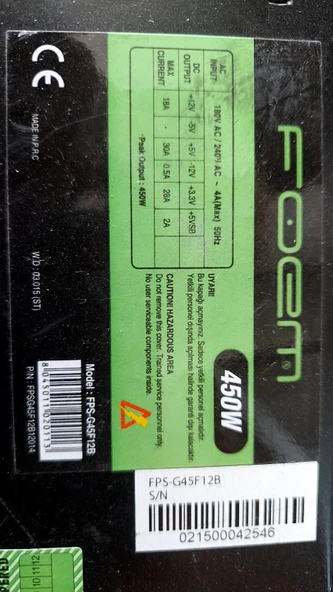 FOEM
AC INPUT: 180V AC / 240V AC ~ 4A(Max) 50Hz
DC OUTPUT +12V -5V +5V -12V +3.3V +5VSB
MAX CURRENT 18A - 30A 0.5A 28A 2A
-Peak Output : 450W
450W
UYARI!
Bu kapağı açmayınız. Sadece yetkili personel açmalıdır.
Yetkili personel dışında açılması halinde garanti dışı kalacaktır.
CAUTION! HAZARDOUS AREA
Do not remove this cover. Trained service personnel only.
No user serviceable components inside.
CE
MADE IN P.R.C
W/D : 03.015 (ST)
Model : FPS-G45F12B
P/N : FPSG45F12B12014
FPS-G45F12B
S/N
021500042546
10 11 12